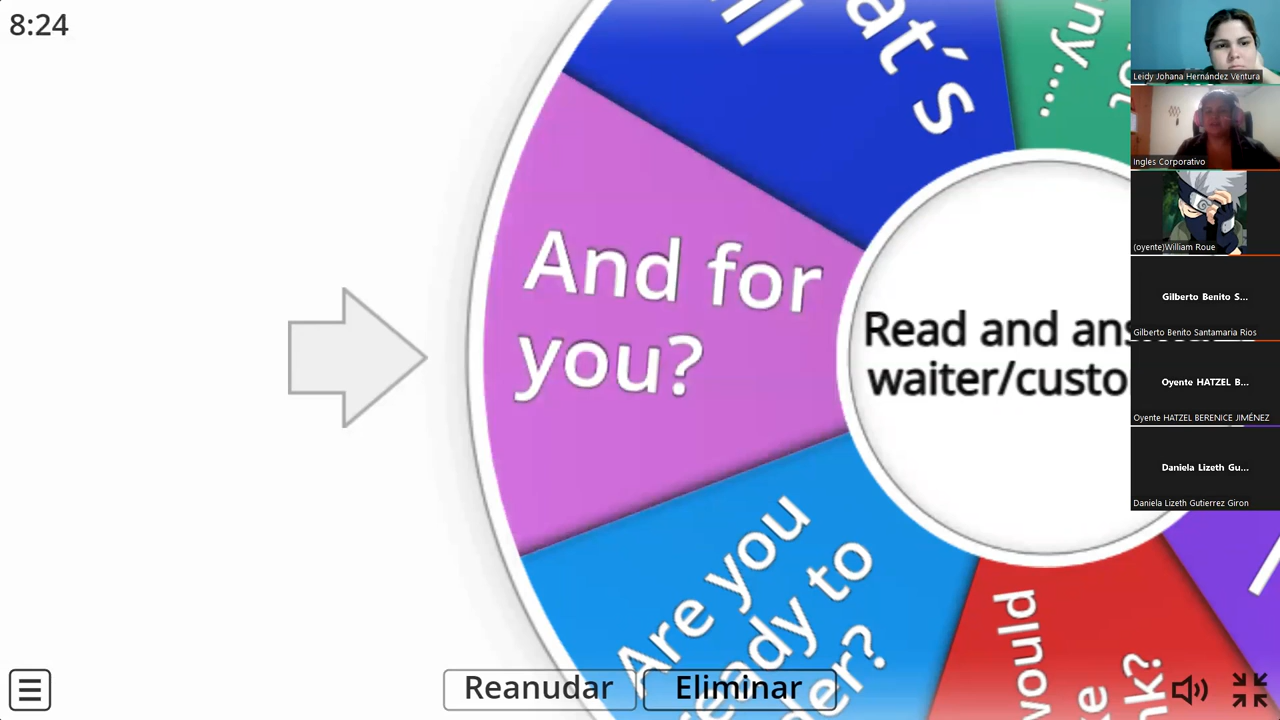 8:24
at´s
And for
you?
Are you
ready to
would
Read and
waiter/custo
Reanudar
Eliminar
Leidy Johana Hernández Ventura
Ingles Corporativo
(oyente)William Roue
Gilberto Benito S...
Gilberto Benito Santamaria Rios
Oyente HATZEL B...
Oyente HATZEL BERENICE JIMÉNEZ
Daniela Lizeth Gu...
Daniela Lizeth Gutierrez Giron